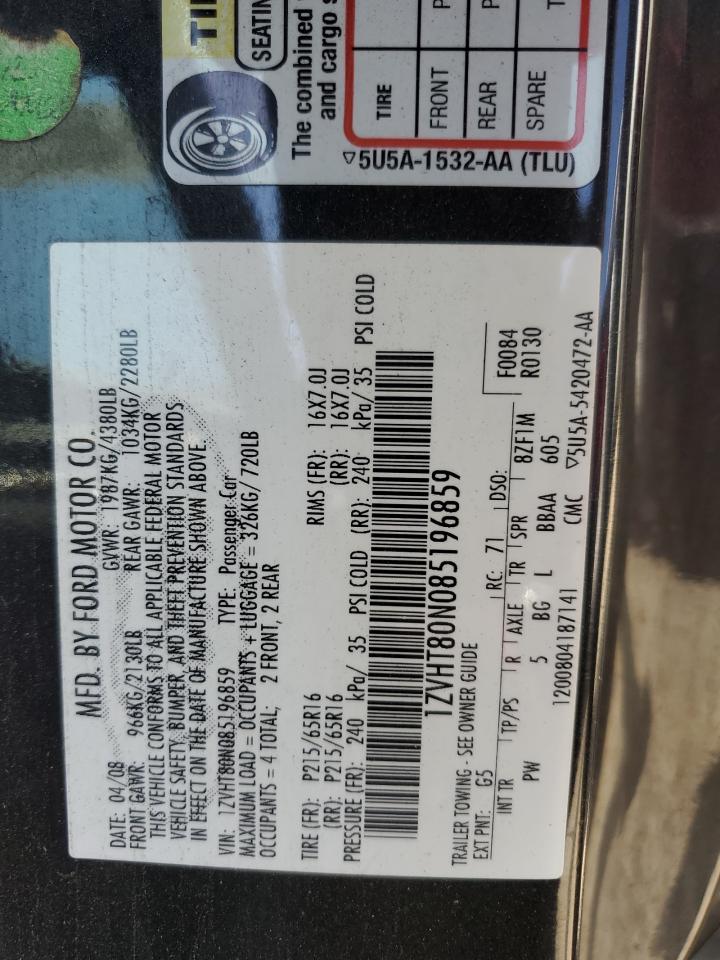 MFD. BY FORD MOTOR CO.
DATE: 04/08 GVWR: 1987KG/4380LB
FRONT GAWR: 966KG/2130LB REAR GAWR: 1034KG/2280LB
THIS VEHICLE CONFORMS TO ALL APPLICABLE FEDERAL MOTOR
VEHICLE SAFETY, BUMPER, AND THEFT PREVENTION STANDARDS
IN EFFECT ON THE DATE OF MANUFACTURE SHOWN ABOVE
VIN: 1ZVHT80N085196859 TYPE: Passenger Car
MAXIMUM LOAD = OCCUPANTS + LUGGAGE = 326KG/ 720LB
OCCUPANTS = 4 TOTAL; 2 FRONT, 2 REAR
TIRE (FR): P215/65R16 RIMS (FR): 16X7.0J
(RR): P215/65R16 (RR): 16X7.0J
PRESSURE (FR): 240 kPa/ 35 PSI COLD (RR): 240 kPa/ 35 PSI COLD
1ZVHT80N085196859
TRAILER TOWING - SEE OWNER GUIDE
EXT PNT: G5 RC: 71 DSO: F0084
R0130
INT TR TP/PS R AXLE TR SPR
PW 5 BG L BBAA 8ZF1M
605
1200804187141 CMC ▽5U5A-5420472-AA
TI
SEATIN
The combined
and cargo s
TIRE
FRONT P
REAR P
SPARE T
▽5U5A-1532-AA (TLU)